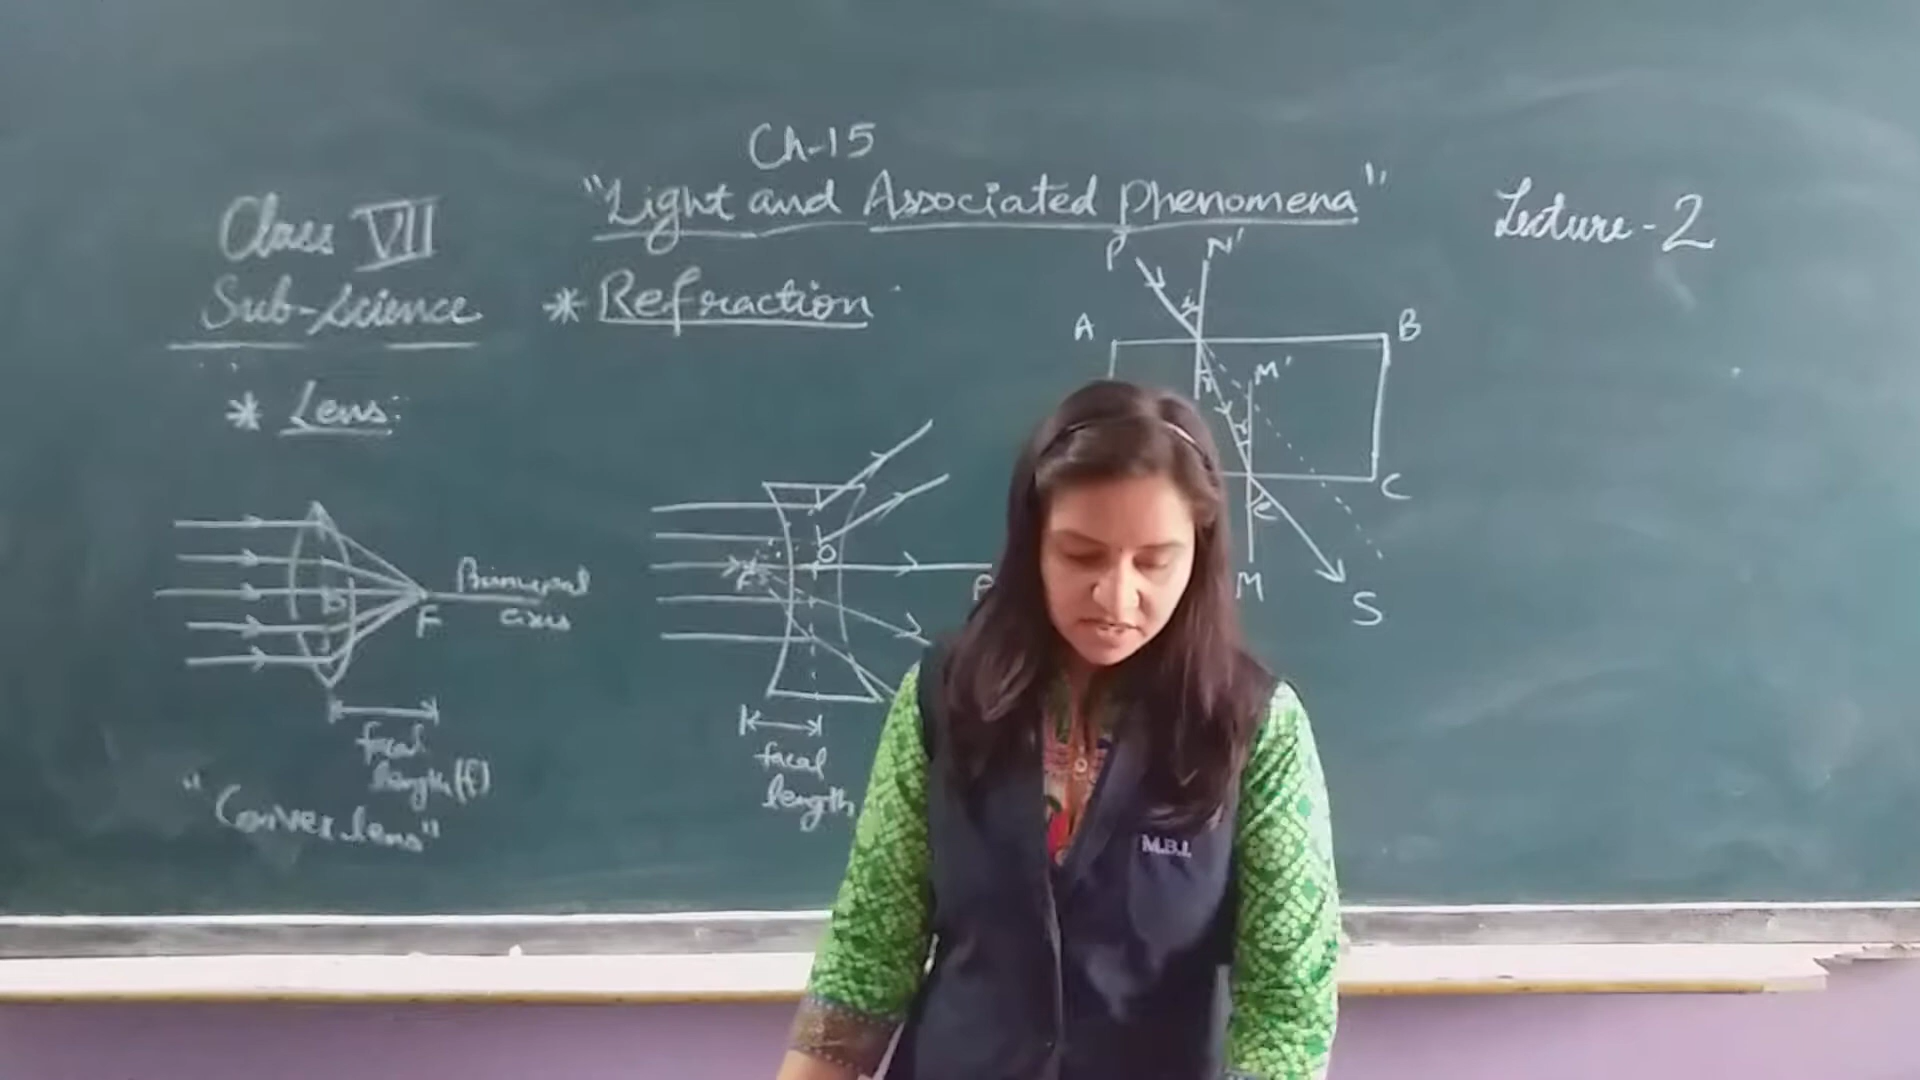 Ch-15
"Light and Associated Phenomena"
Lecture-2
Class VII
Sub-Science
* Refraction
* Lens:
P
N'
i
A
B
M'
r
r
C
e
M
S
O
F
Principal
axis
F
focal
length (f)
"Convex lens"
focal
length
M.B.I.